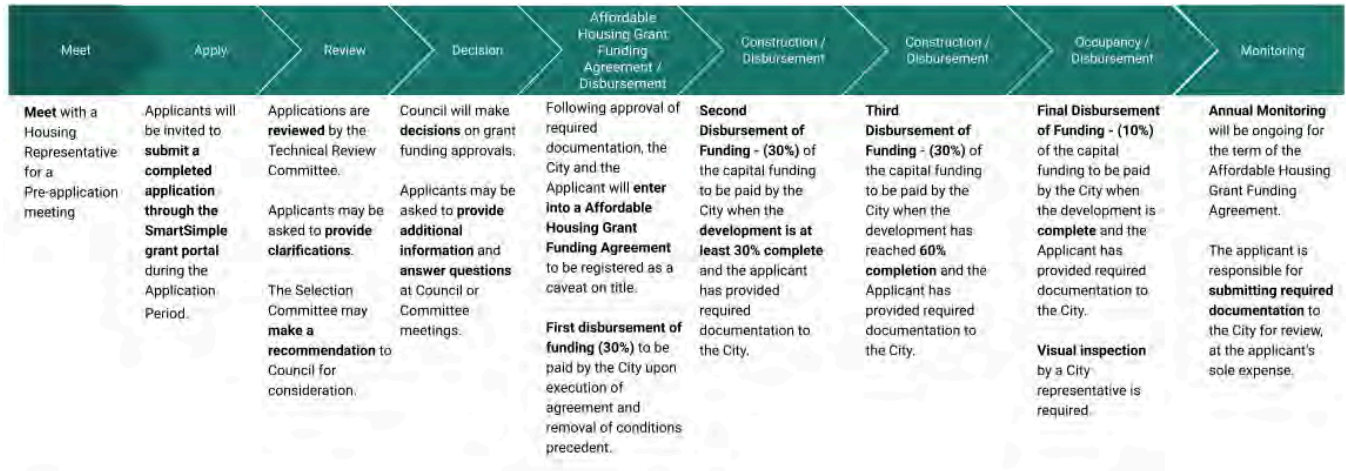 Meet
Apply
Review
Decision
Affordable
Housing Grant
Funding
Agreement /
Disbursement
Construction /
Disbursement
Construction /
Disbursement
Occupancy /
Disbursement
Monitoring
Meet with a
Housing
Representative
for a
Pre-application
meeting
Applicants will
be invited to
submit a
completed
application
through the
SmartSimple
grant portal
during the
Application
Period.
Applications are
reviewed by the
Technical Review
Committee.
Applicants may be
asked to provide
clarifications.
The Selection
Committee may
make a
recommendation to
Council for
consideration.
Council will make
decisions on grant
funding approvals.
Applicants may be
asked to provide
additional
information and
answer questions
at Council or
Committee
meetings.
Following approval of
required
documentation, the
City and the
Applicant will enter
into a Affordable
Housing Grant
Funding Agreement
to be registered as a
caveat on title.
First disbursement of
funding (30%) to be
paid by the City upon
execution of
agreement and
removal of conditions
precedent.
Second
Disbursement of
Funding - (30%) of
the capital funding
to be paid by the
City when the
development is at
least 30% complete
and the applicant
has provided
required
documentation to
the City.
Third
Disbursement of
Funding - (30%) of
the capital funding
to be paid by the
City when the
development has
reached 60%
completion and the
Applicant has
provided required
documentation to
the City.
Final Disbursement
of Funding - (10%)
of the capital
funding to be paid
by the City when
the development is
complete and the
Applicant has
provided required
documentation to
the City.
Visual inspection
by a City
representative is
required.
Annual Monitoring
will be ongoing for
the term of the
Affordable Housing
Grant Funding
Agreement.
The applicant is
responsible for
submitting required
documentation to
the City for review,
at the applicant's
sole expense.